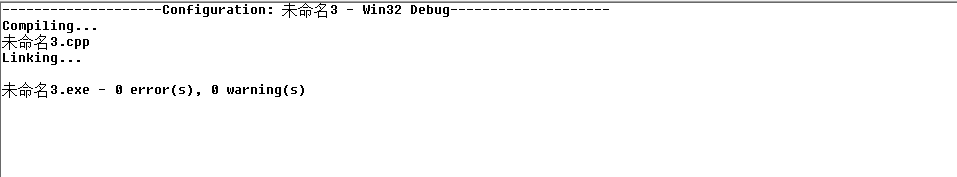 --------------------Configuration: 未命名3 - Win32 Debug--------------------
Compiling...
未命名3.cpp
Linking...
未命名3.exe - 0 error(s), 0 warning(s)